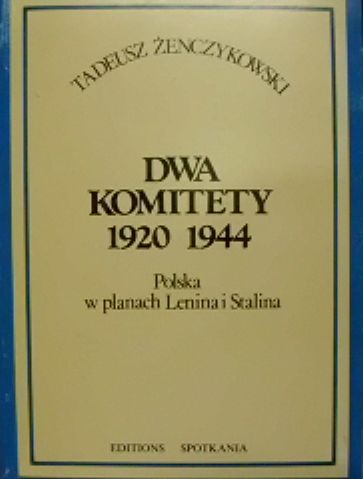 TADEUSZ ŻENCZYKOWSKI
DWA
KOMITETY
1920 1944
Polska
w planach Lenina i Stalina
EDITIONS SPOTKANIA